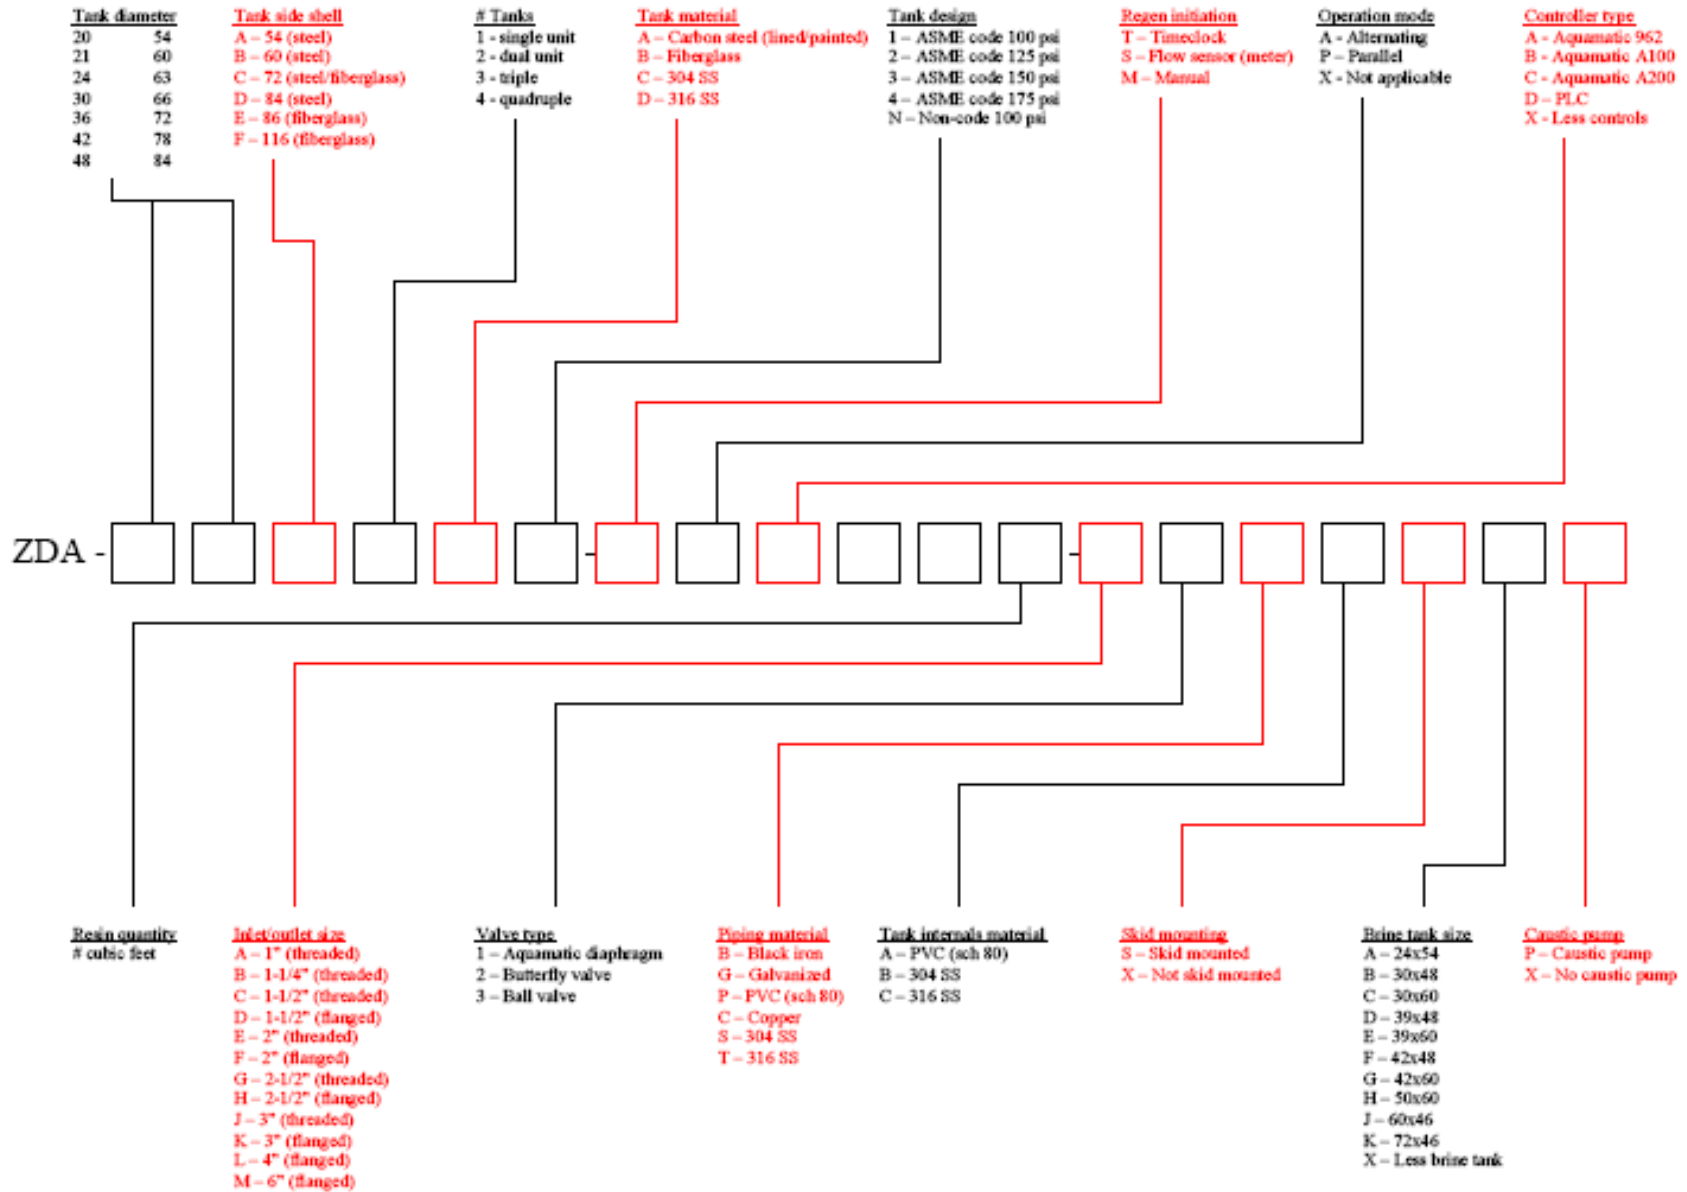 Tank diameter
20 54
21 60
24 63
30 66
36 72
42 78
48 84
Tank side shell
A – 54 (steel)
B – 60 (steel)
C – 72 (steel/fiberglass)
D – 84 (steel)
E – 86 (fiberglass)
F – 116 (fiberglass)
# Tanks
1 - single unit
2 - dual unit
3 - triple
4 - quadruple
Tank material
A – Carbon steel (lined/painted)
B – Fiberglass
C – 304 SS
D – 316 SS
Tank design
1 – ASME code 100 psi
2 – ASME code 125 psi
3 – ASME code 150 psi
4 – ASME code 175 psi
N – Non-code 100 psi
Regen initiation
T – Timeclock
S – Flow sensor (meter)
M – Manual
Operation mode
A - Alternating
P – Parallel
X - Not applicable
Controller type
A - Aquamatic 962
B - Aquamatic A100
C - Aquamatic A200
D – PLC
X - Less controls
ZDA - - -
Resin quantity
# cubic feet
Inlet/outlet size
A – 1" (threaded)
B – 1-1/4" (threaded)
C – 1-1/2" (threaded)
D – 1-1/2" (flanged)
E – 2" (threaded)
F – 2" (flanged)
G – 2-1/2" (threaded)
H – 2-1/2" (flanged)
J – 3" (threaded)
K – 3" (flanged)
L – 4" (flanged)
M – 6" (flanged)
Valve type
1 – Aquamatic diaphragm
2 – Butterfly valve
3 – Ball valve
Piping material
B – Black iron
G – Galvanized
P – PVC (sch 80)
C – Copper
S – 304 SS
T – 316 SS
Tank internals material
A – PVC (sch 80)
B – 304 SS
C – 316 SS
Skid mounting
S – Skid mounted
X – Not skid mounted
Brine tank size
A – 24x54
B – 30x48
C – 30x60
D – 39x48
E – 39x60
F – 42x48
G – 42x60
H – 50x60
J – 60x46
K – 72x46
X – Less brine tank
Caustic pump
P – Caustic pump
X – No caustic pump